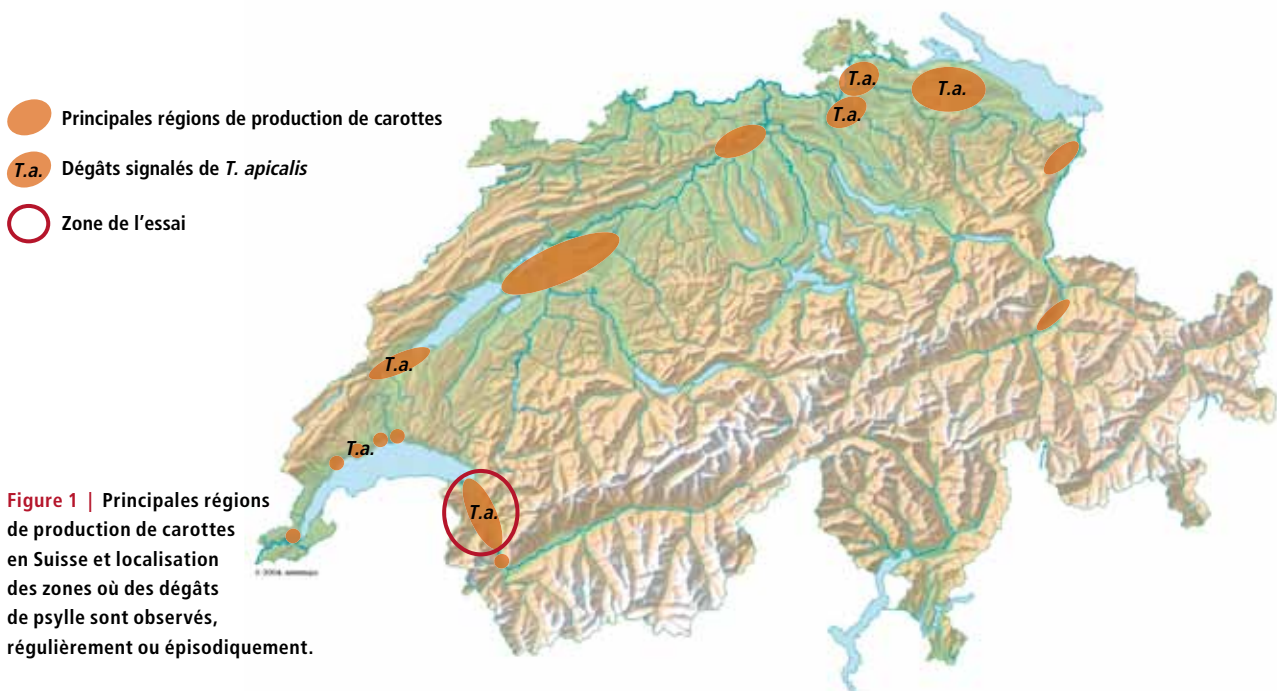 Principales régions de production de carottes
T.a. Dégâts signalés de T. apicalis
Zone de l'essai
T.a.
T.a.
T.a.
T.a.
T.a.
T.a.
Figure 1 | Principales régions
de production de carottes
en Suisse et localisation
des zones où des dégâts
de psylle sont observés,
régulièrement ou épisodiquement.